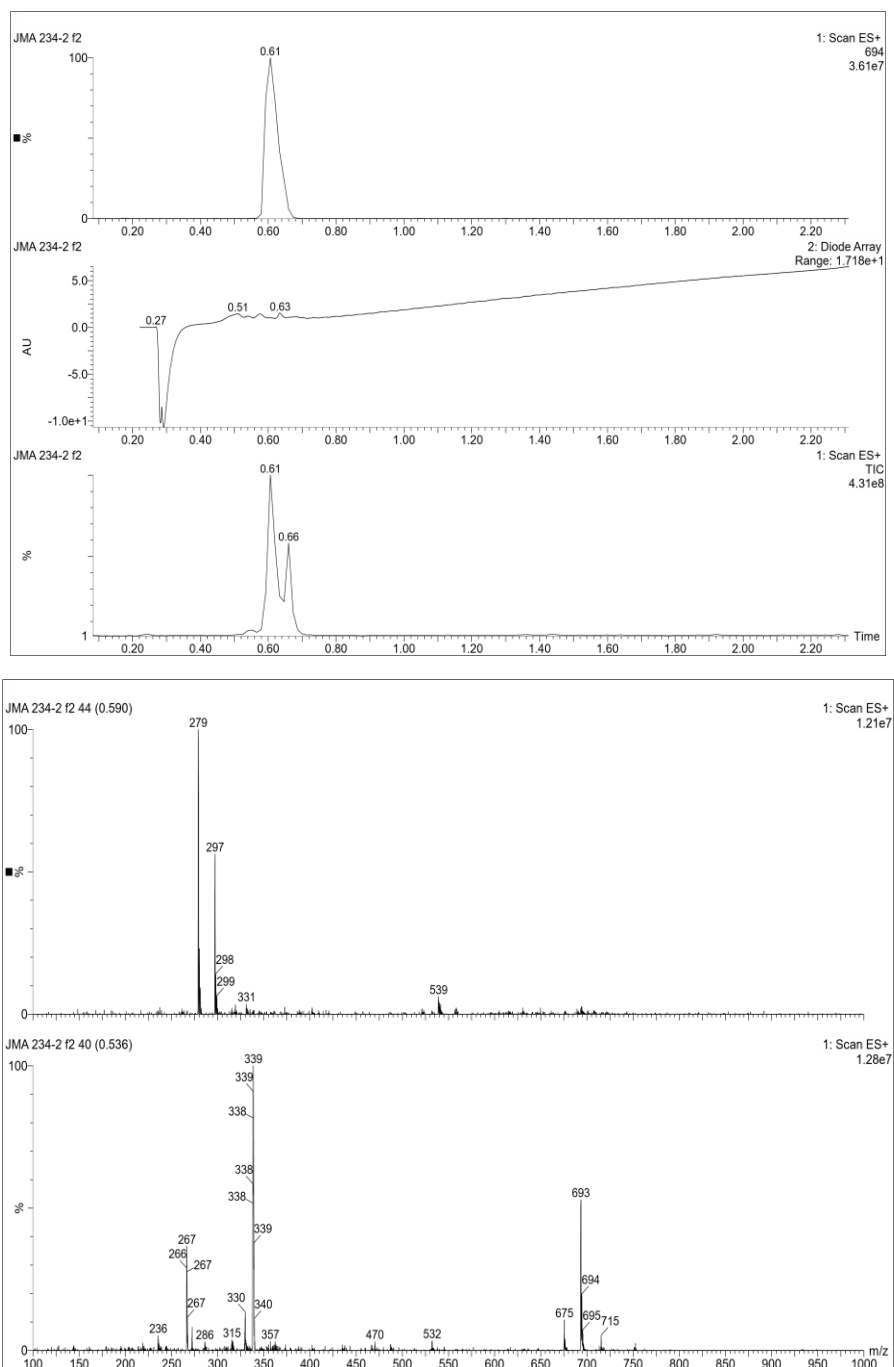 JMA 234-2 f2
1: Scan ES+
694
3.61e7
0.61
100
%
0
0.20 0.40 0.60 0.80 1.00 1.20 1.40 1.60 1.80 2.00 2.20
JMA 234-2 f2
2: Diode Array
Range: 1.718e+1
5.0
0.51 0.63
0.27
0.0
AU
-5.0
-1.0e+1
0.20 0.40 0.60 0.80 1.00 1.20 1.40 1.60 1.80 2.00 2.20
JMA 234-2 f2
1: Scan ES+
TIC
4.31e8
0.61
0.66
%
1
Time
0.20 0.40 0.60 0.80 1.00 1.20 1.40 1.60 1.80 2.00 2.20
JMA 234-2 f2 44 (0.590)
1: Scan ES+
1.21e7
279
100
297
%
298
299
331
539
0
JMA 234-2 f2 40 (0.536)
1: Scan ES+
1.28e7
339
100
339
338
338
338
693
%
339
267
266
267
694
267
330
340
675
695
715
236
286
315
357
470
532
0
m/z
100 150 200 250 300 350 400 450 500 550 600 650 700 750 800 850 900 950 1000